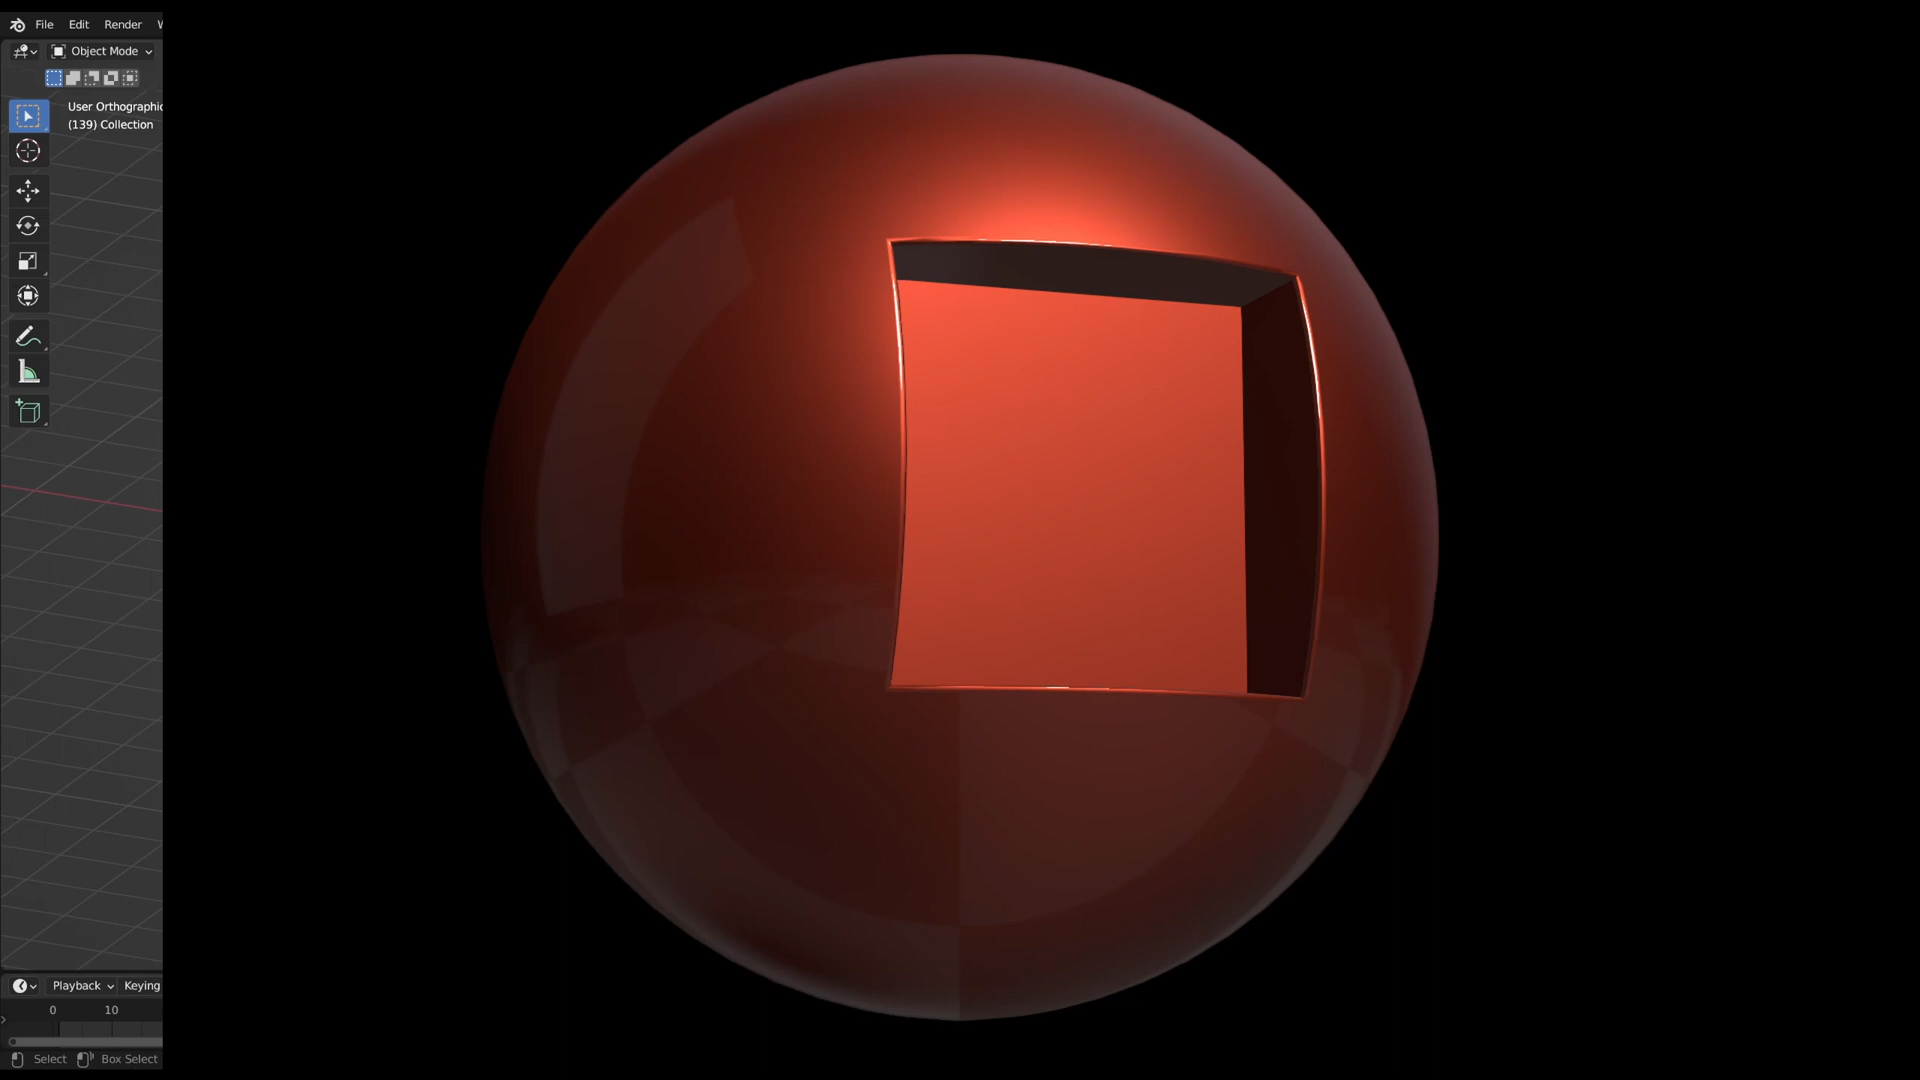 File Edit Render
Object Mode
User Orthographic
(139) Collection
Playback Keying
0 10
Select Box Select